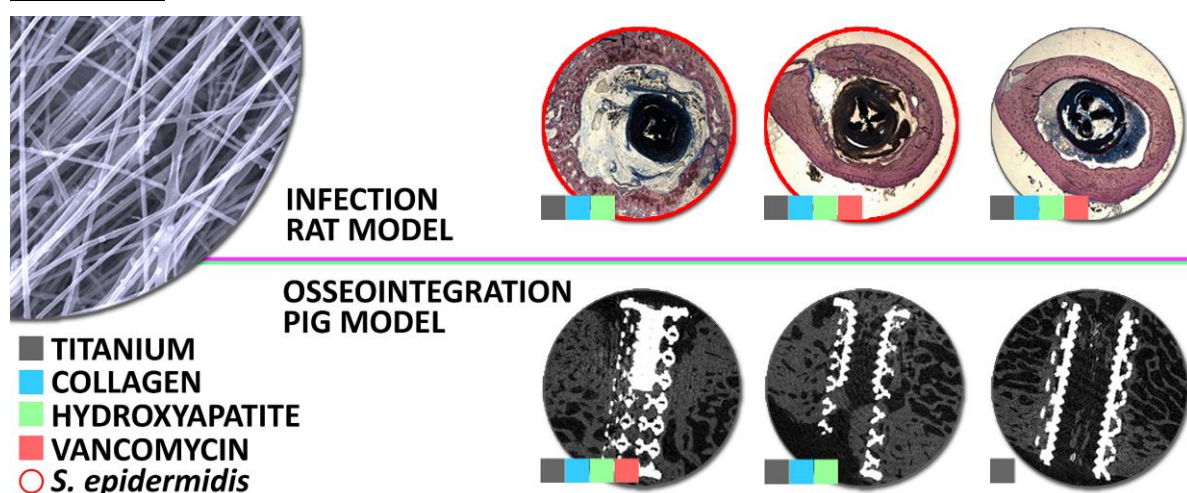 INFECTION
RAT MODEL
OSSEOINTEGRATION
PIG MODEL
TITANIUM
COLLAGEN
HYDROXYAPATITE
VANCOMYCIN
S. epidermidis